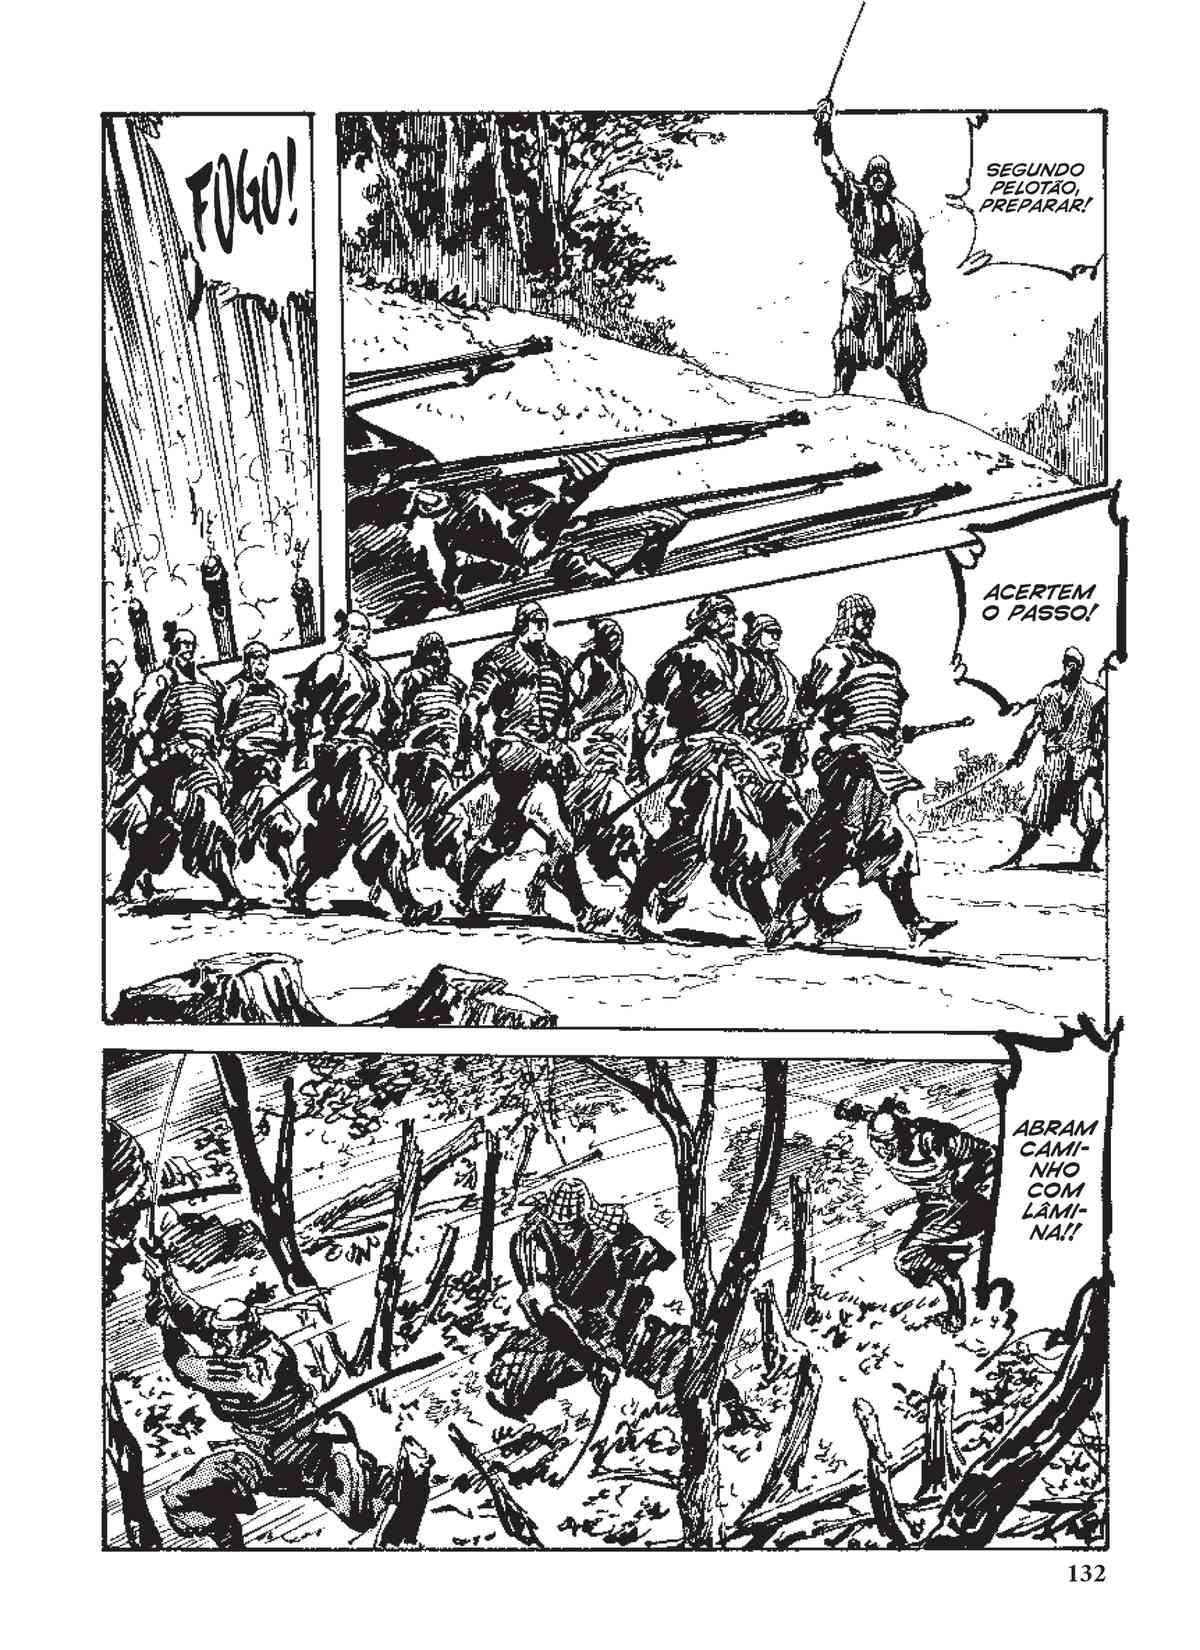 SEGUNDO
PELOTÃO,
PREPARAR!
FOGO!
ACERTEM
O PASSO!
ABRAM
CAMI-
NHO
COM
LÂMI-
NA!!
132